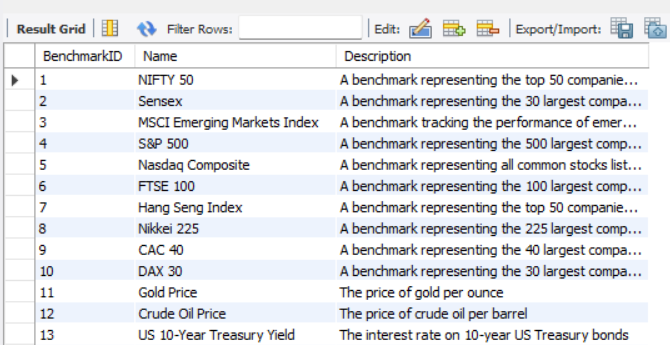 Result Grid Filter Rows: Edit: Export/Import:
BenchmarkID Name Description
1 NIFTY 50 A benchmark representing the top 50 companie...
2 Sensex A benchmark representing the 30 largest compa...
3 MSCI Emerging Markets Index A benchmark tracking the performance of emer...
4 S&P 500 A benchmark representing the 500 largest comp...
5 Nasdaq Composite A benchmark representing all common stocks list...
6 FTSE 100 A benchmark representing the 100 largest comp...
7 Hang Seng Index A benchmark representing the top 50 companie...
8 Nikkei 225 A benchmark representing the 225 largest comp...
9 CAC 40 A benchmark representing the 40 largest compa...
10 DAX 30 A benchmark representing the 30 largest compa...
11 Gold Price The price of gold per ounce
12 Crude Oil Price The price of crude oil per barrel
13 US 10-Year Treasury Yield The interest rate on 10-year US Treasury bonds